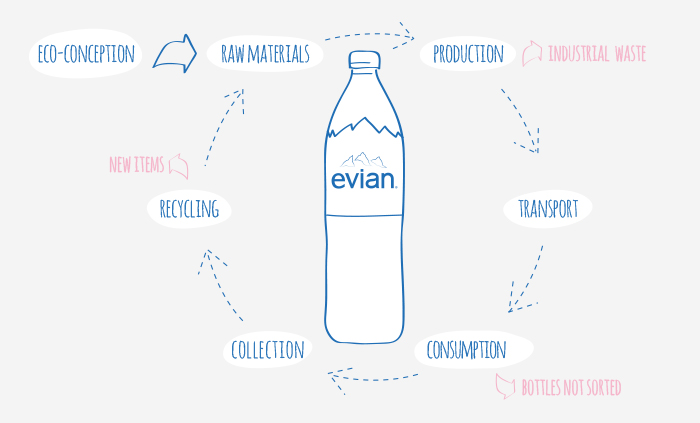 ECO-CONCEPTION
RAW MATERIALS
PRODUCTION
INDUSTRIAL WASTE
NEW ITEMS
evian
RECYCLING
TRANSPORT
COLLECTION
CONSUMPTION
BOTTLES NOT SORTED